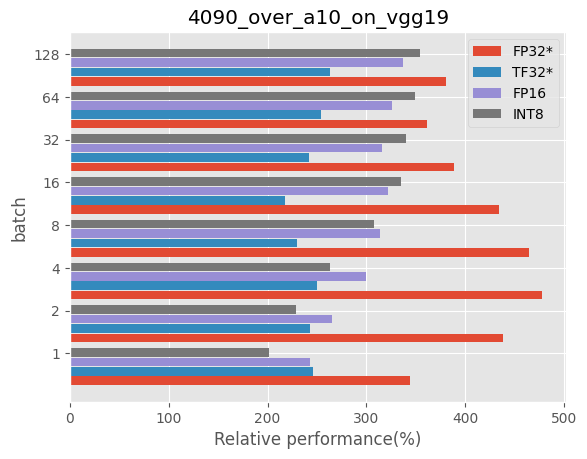 4090_over_a10_on_vgg19
FP32*
TF32*
FP16
INT8
128
64
32
16
8
4
2
1
batch
0 100 200 300 400 500
Relative performance(%)